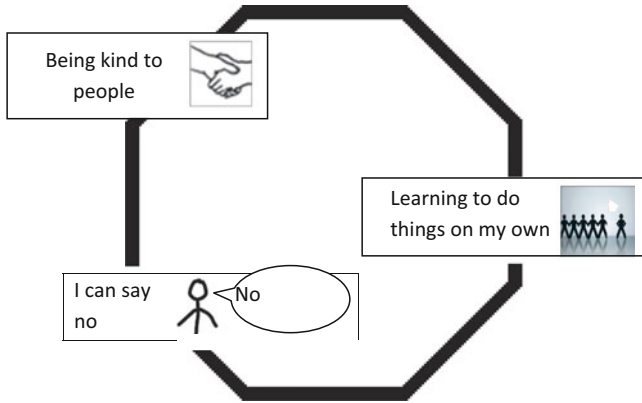 Being kind to
people
Learning to do
things on my own
I can say
no
No